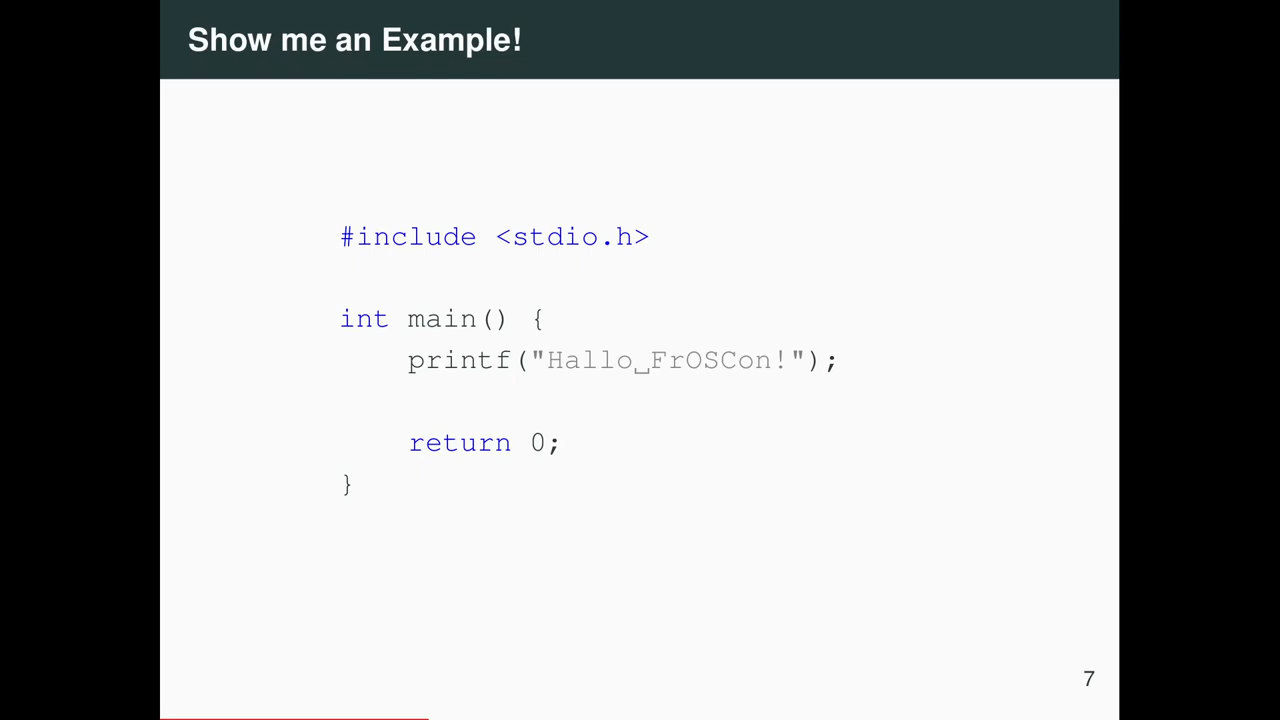 Show me an Example!
#include <stdio.h>
int main() {
printf("Hallo␣FrOSCon!");
return 0;
}
7